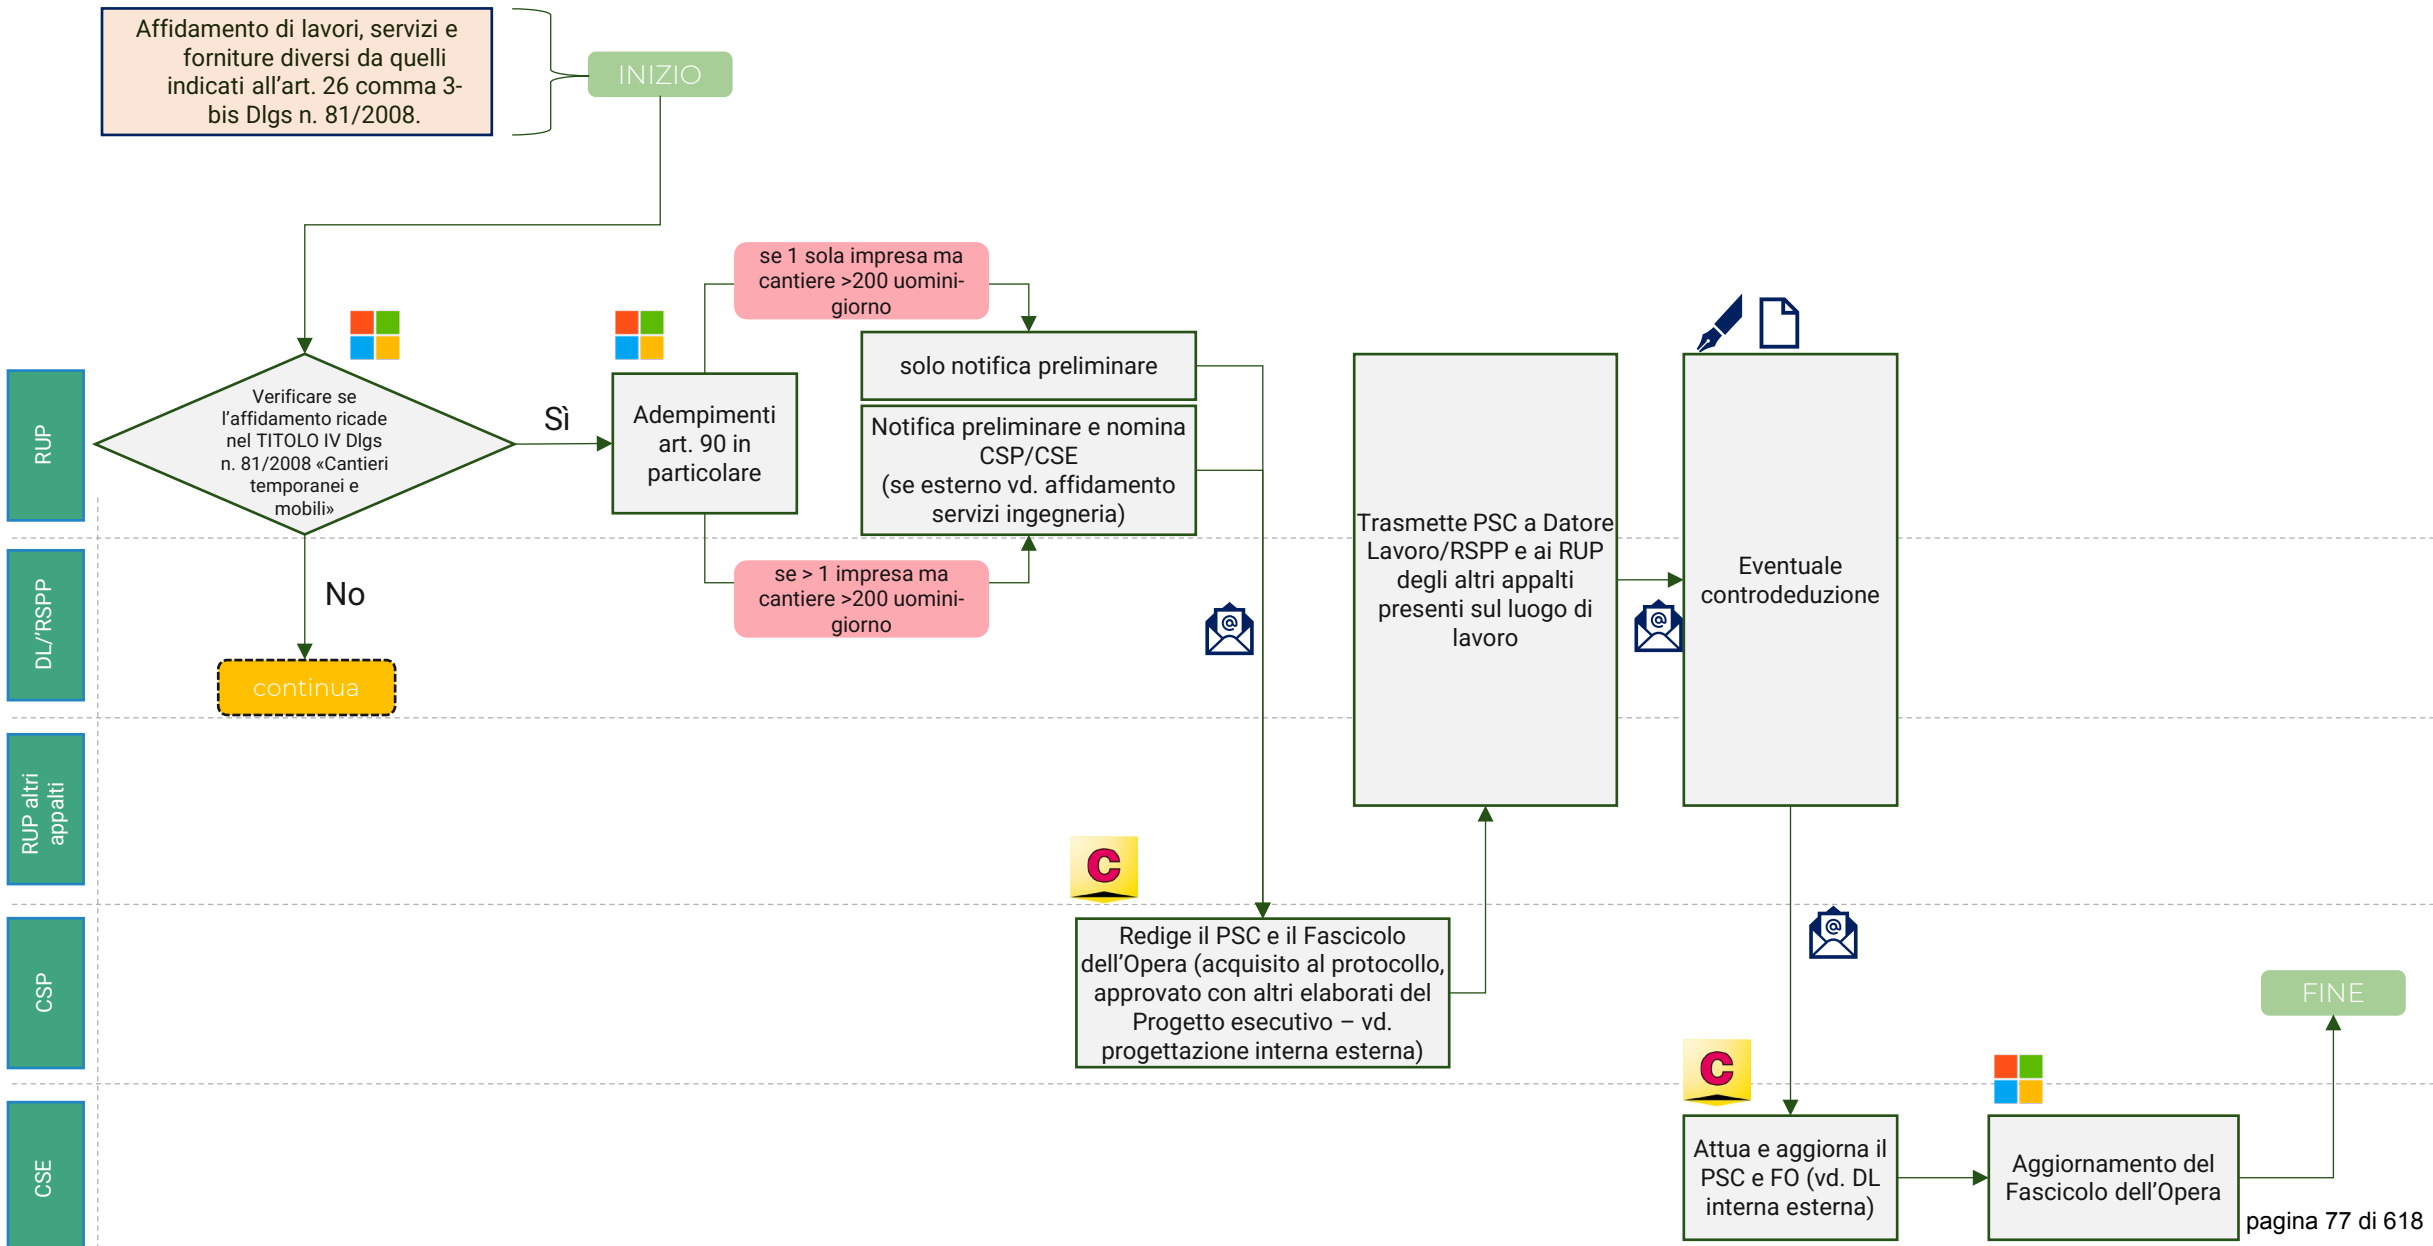 Affidamento di lavori, servizi e
forniture diversi da quelli
indicati all'art. 26 comma 3-
bis Dlgs n. 81/2008.
INIZIO
se 1 sola impresa ma
cantiere >200 uomini-
giorno
RUP
Verificare se
l'affidamento ricade
nel TITOLO IV Dlgs
n. 81/2008 «Cantieri
temporanei e
mobili»
Sì
Adempimenti
art. 90 in
particolare
solo notifica preliminare
Notifica preliminare e nomina
CSP/CSE
(se esterno vd. affidamento
servizi ingegneria)
Trasmette PSC a Datore
Lavoro/RSPP e ai RUP
degli altri appalti
presenti sul luogo di
lavoro
Eventuale
controdeduzione
DL/'RSPP
No
se > 1 impresa ma
cantiere >200 uomini-
giorno
@
@
continua
RUP altri
appalti
C
CSP
Redige il PSC e il Fascicolo
dell'Opera (acquisito al protocollo,
approvato con altri elaborati del
Progetto esecutivo – vd.
progettazione interna esterna)
@
FINE
C
CSE
Attua e aggiorna il
PSC e FO (vd. DL
interna esterna)
Aggiornamento del
Fascicolo dell'Opera
pagina 77 di 618